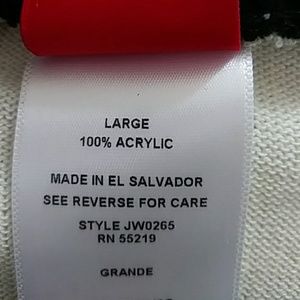 LARGE
100% ACRYLIC
MADE IN EL SALVADOR
SEE REVERSE FOR CARE
STYLE JW0265
RN 55219
GRANDE